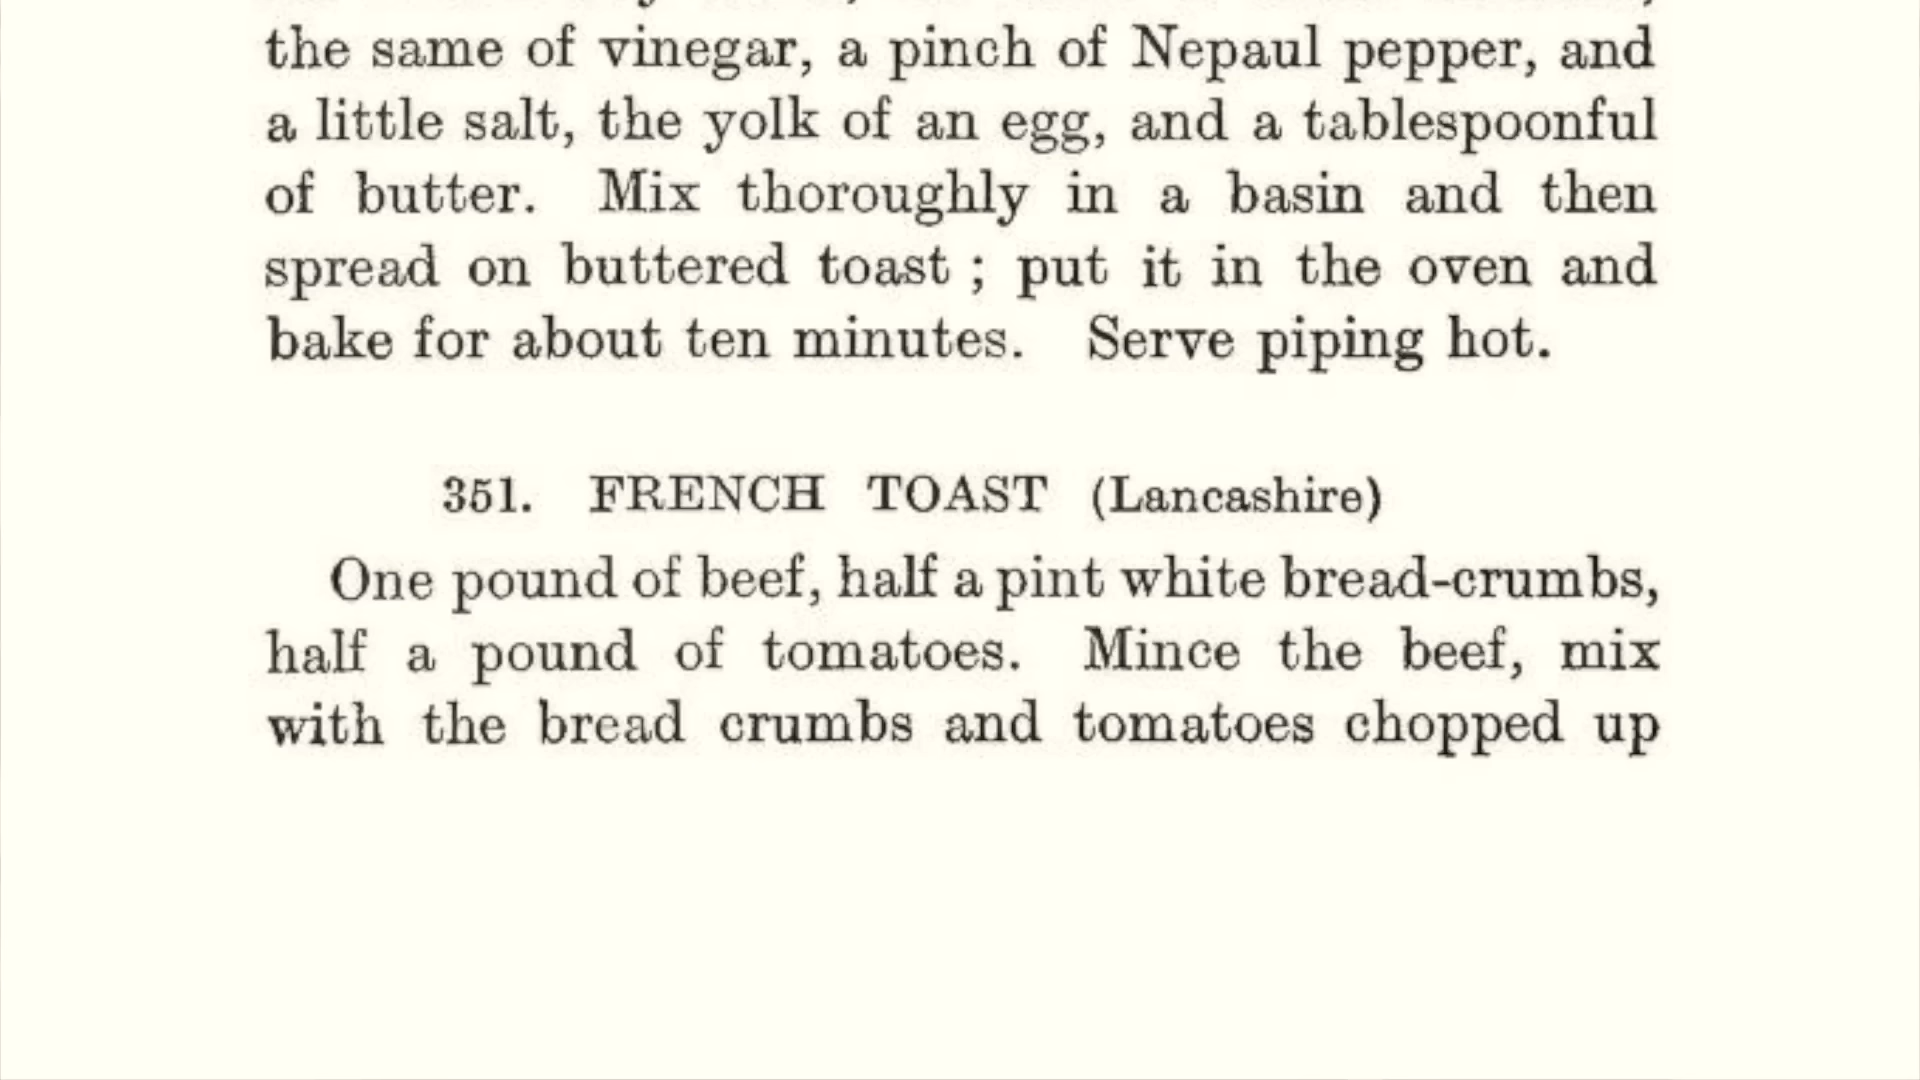 the same of vinegar, a pinch of Nepaul pepper, and
a little salt, the yolk of an egg, and a tablespoonful
of butter. Mix thoroughly in a basin and then
spread on buttered toast ; put it in the oven and
bake for about ten minutes. Serve piping hot.
351. FRENCH TOAST (Lancashire)
One pound of beef, half a pint white bread-crumbs,
half a pound of tomatoes. Mince the beef, mix
with the bread crumbs and tomatoes chopped up